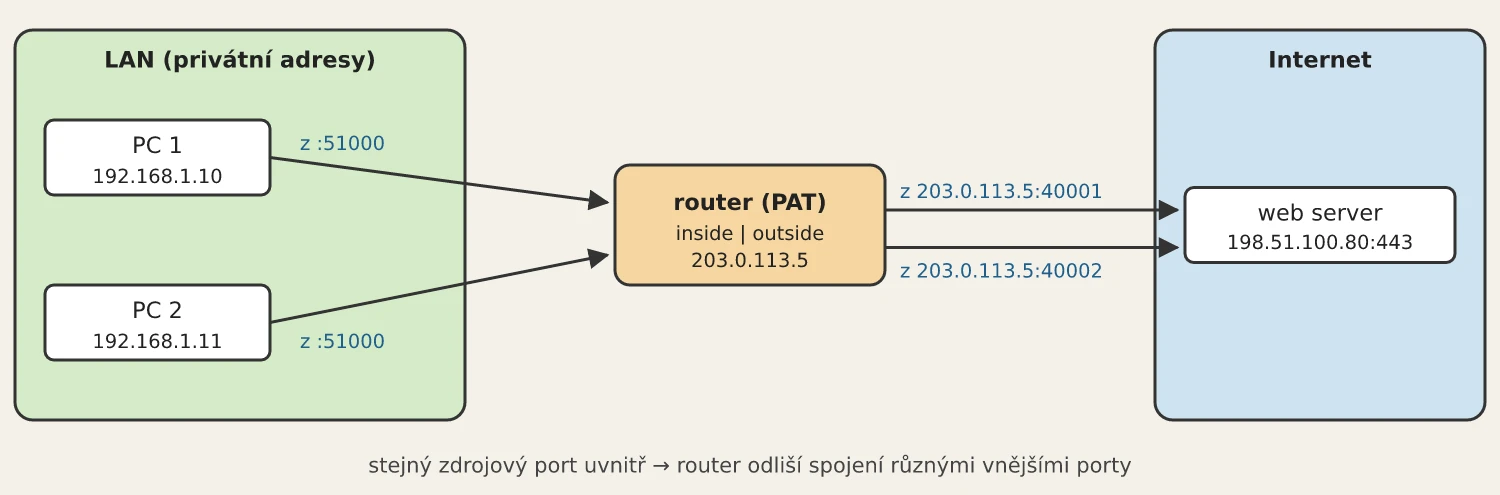 LAN (privátní adresy)
PC 1
192.168.1.10
z :51000
PC 2
192.168.1.11
z :51000
router (PAT)
inside | outside
203.0.113.5
z 203.0.113.5:40001
z 203.0.113.5:40002
Internet
web server
198.51.100.80:443
stejný zdrojový port uvnitř → router odliší spojení různými vnějšími porty